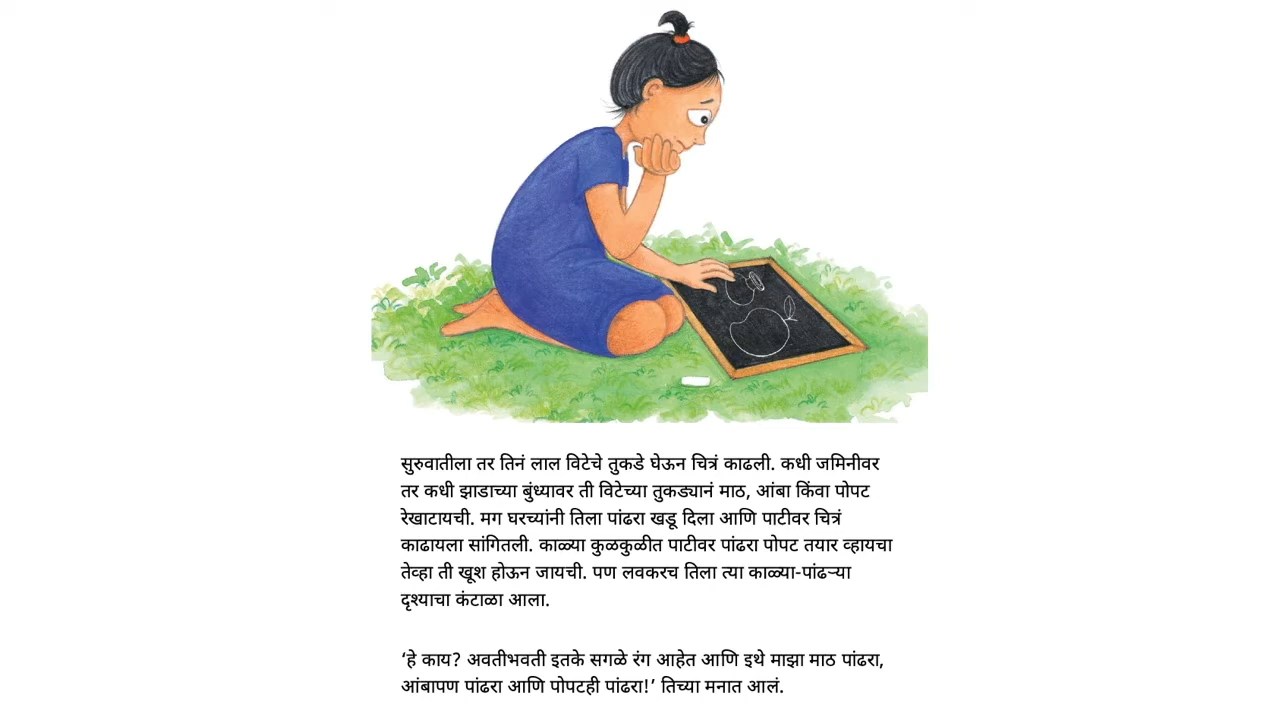 सुरुवातीला तर तिनं लाल विटेचे तुकडे घेऊन चित्रं काढली. कधी जमिनीवर
तर कधी झाडाच्या बुंध्यावर ती विटेच्या तुकड्यानं माठ, आंबा किंवा पोपट
रेखाटायची. मग घरच्यांनी तिला पांढरा खडू दिला आणि पाटीवर चित्रं
काढायला सांगितली. काळ्या कुळकुळीत पाटीवर पांढरा पोपट तयार व्हायचा
तेव्हा ती खूश होऊन जायची. पण लवकरच तिला त्या काळ्या-पांढऱ्या
दृश्याचा कंटाळा आला.
‘हे काय? अवतीभवती इतके सगळे रंग आहेत आणि इथे माझा माठ पांढरा,
आंबापण पांढरा आणि पोपटही पांढरा!’ तिच्या मनात आलं.